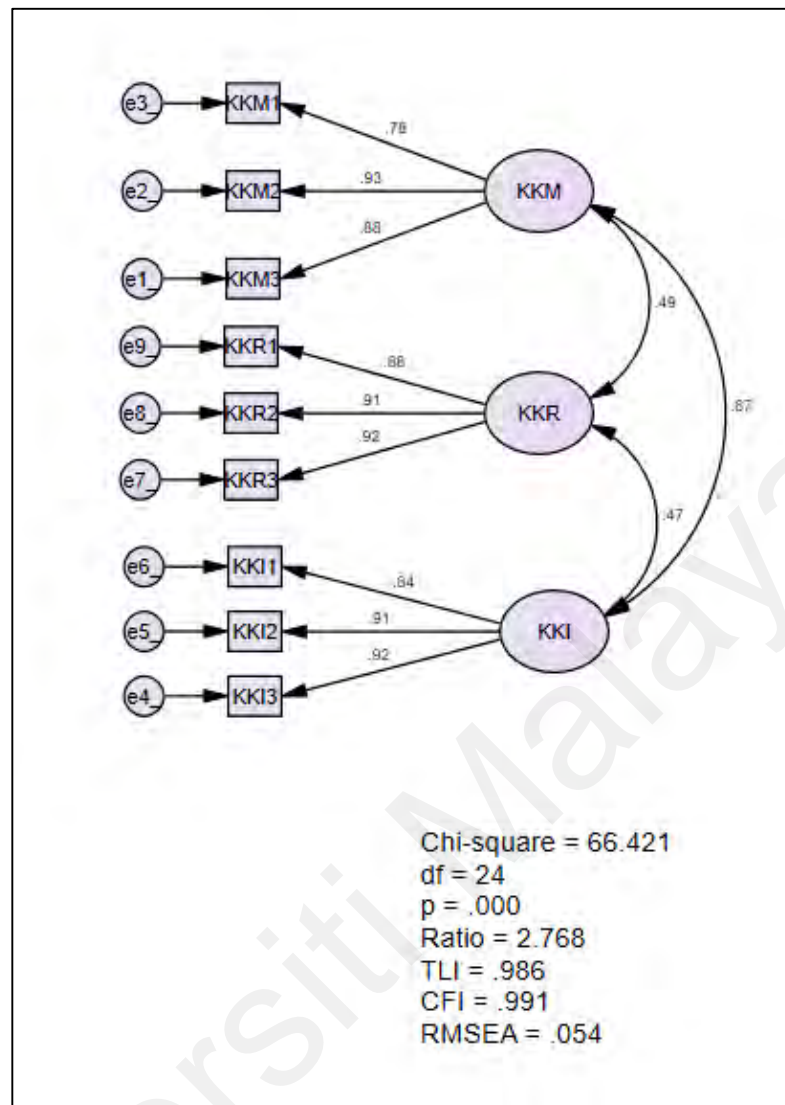 e3_ KKM1
.78
e2_ KKM2 .93 KKM
.88
e1_ KKM3
.49
e9_ KKR1
.88
e8_ KKR2 .91 KKR .87
.92
e7_ KKR3
.47
e6_ KKI1
.84
e5_ KKI2 .91 KKI
.92
e4_ KKI3
Chi-square = 66.421
df = 24
p = .000
Ratio = 2.768
TLI = .986
CFI = .991
RMSEA = .054